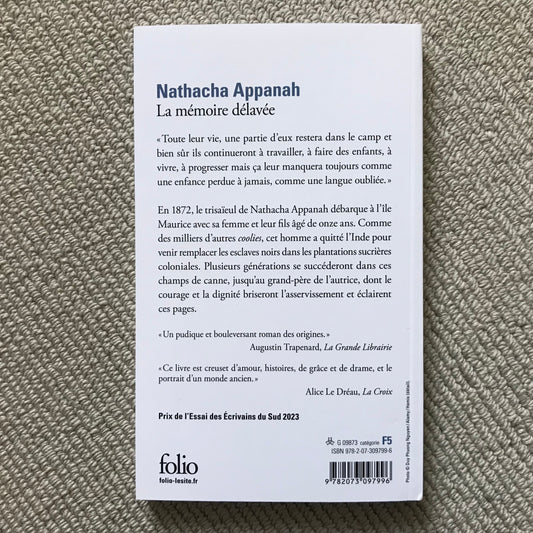 Nathacha Appanah
La mémoire délavée
« Toute leur vie, une partie d'eux restera dans le camp et
bien sûr ils continueront à travailler, à faire des enfants, à
vivre, à progresser mais ça leur manquera toujours comme
une enfance perdue à jamais, comme une langue oubliée. »
En 1872, le trisaïeul de Nathacha Appanah débarque à l'île
Maurice avec sa femme et leur fils âgé de onze ans. Comme
des milliers d'autres coolies, cet homme a quitté l'Inde pour
venir remplacer les esclaves noirs dans les plantations sucrières
coloniales. Plusieurs générations se succéderont dans ces
champs de canne, jusqu'au grand-père de l'autrice, dont
le courage et la dignité briseront l'asservissement et éclairent
ces pages.
« Un pudique et bouleversant roman des origines. »
Augustin Trapenard, La Grande Librairie
« Ce livre est creuset d'amour, histoires, de grâce et de drame, et le
portrait d'un monde ancien. »
Alice Le Dréau, La Croix
Prix de l'Essai des Écrivains du Sud 2023
G 09873 catégorie F5
ISBN 978-2-07-309799-6
folio
folio-lesite.fr
9 782073 097996
Photo © Duy Phuong Nguyen / Alamy / Hemis (détail).